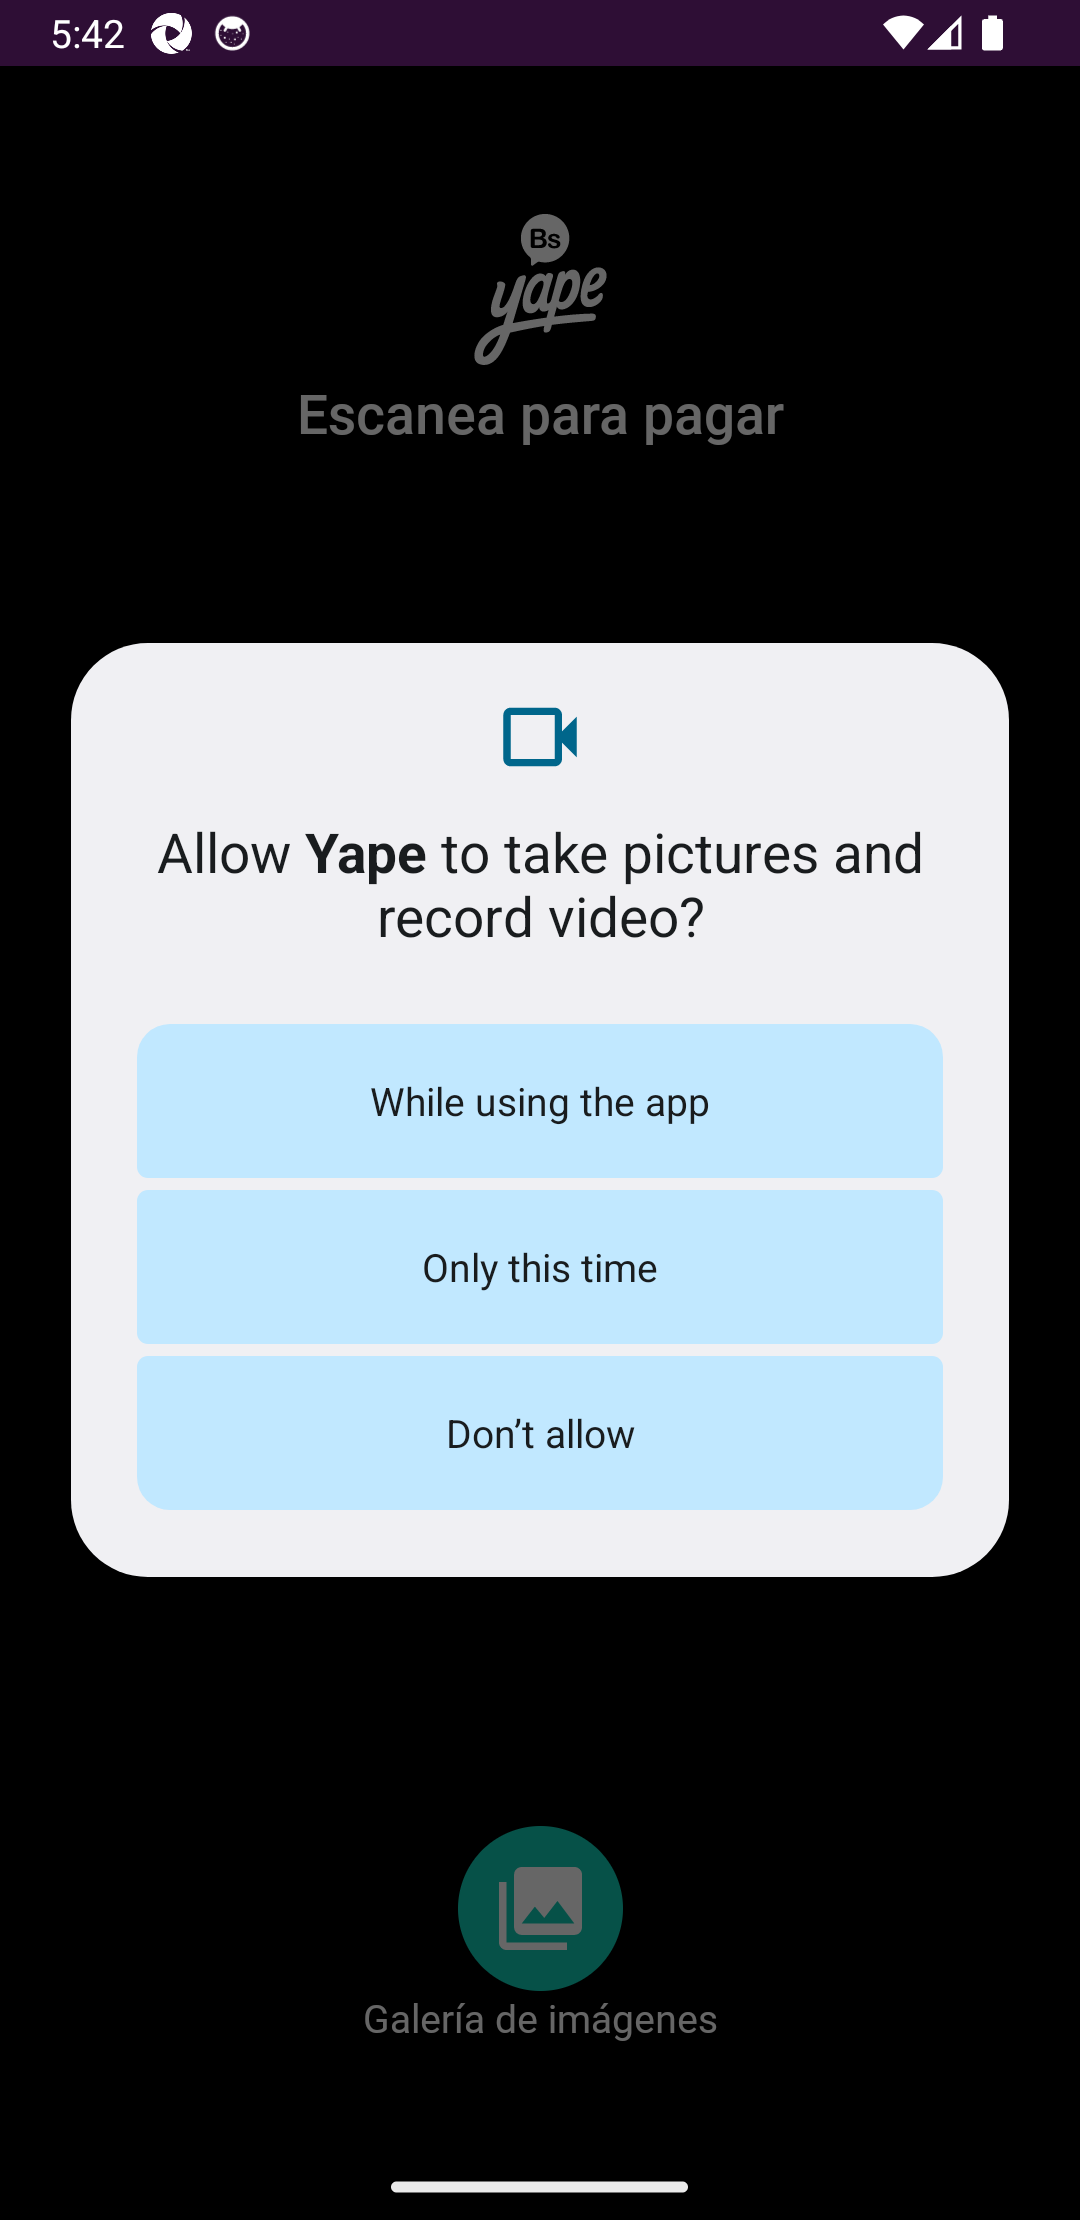 5:42
Bs
yape
Escanea para pagar
Allow Yape to take pictures and
record video?
While using the app
Only this time
Don’t allow
Galería de imágenes